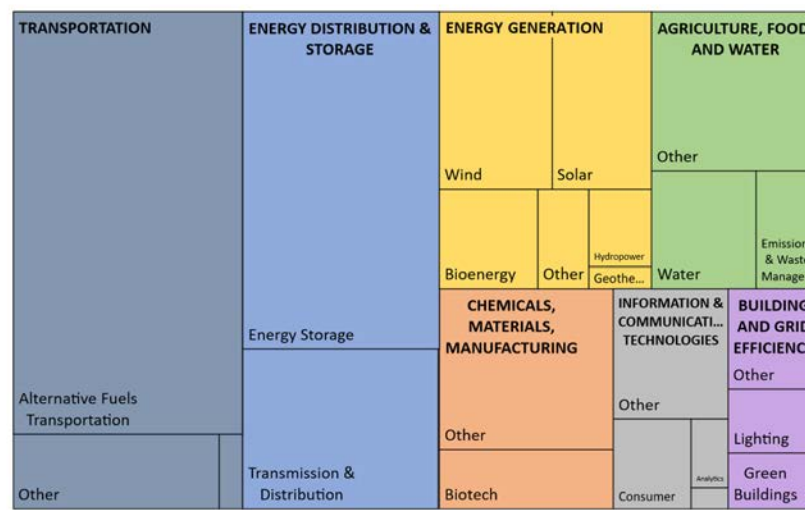 TRANSPORTATION
Alternative Fuels
Transportation
Other
ENERGY DISTRIBUTION &
STORAGE
Energy Storage
Transmission &
Distribution
ENERGY GENERATION
Wind
Solar
Bioenergy
Other
Hydropower
Geothe...
AGRICULTURE, FOOD
AND WATER
Other
Water
Emission
& Waste
Manage
CHEMICALS,
MATERIALS,
MANUFACTURING
Other
Biotech
INFORMATION &
COMMUNICATI...
TECHNOLOGIES
Other
Consumer
Analytics
BUILDING
AND GRID
EFFICIENC
Other
Lighting
Green
Buildings